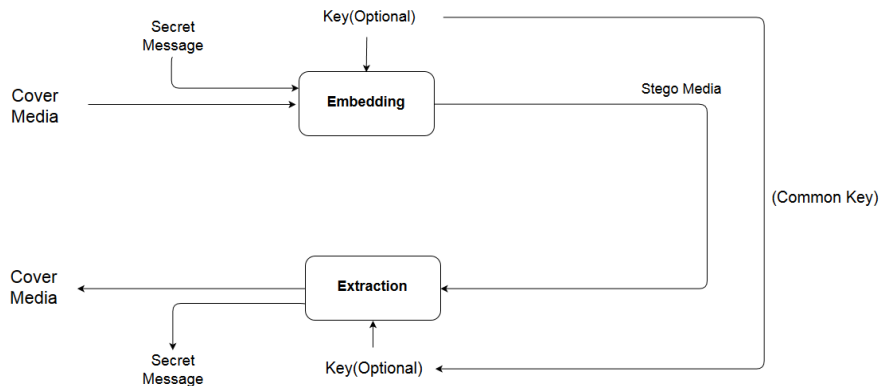 Key(Optional)
Secret
Message
Cover
Media
Embedding
Stego Media
(Common Key)
Cover
Media
Extraction
Secret
Message
Key(Optional)